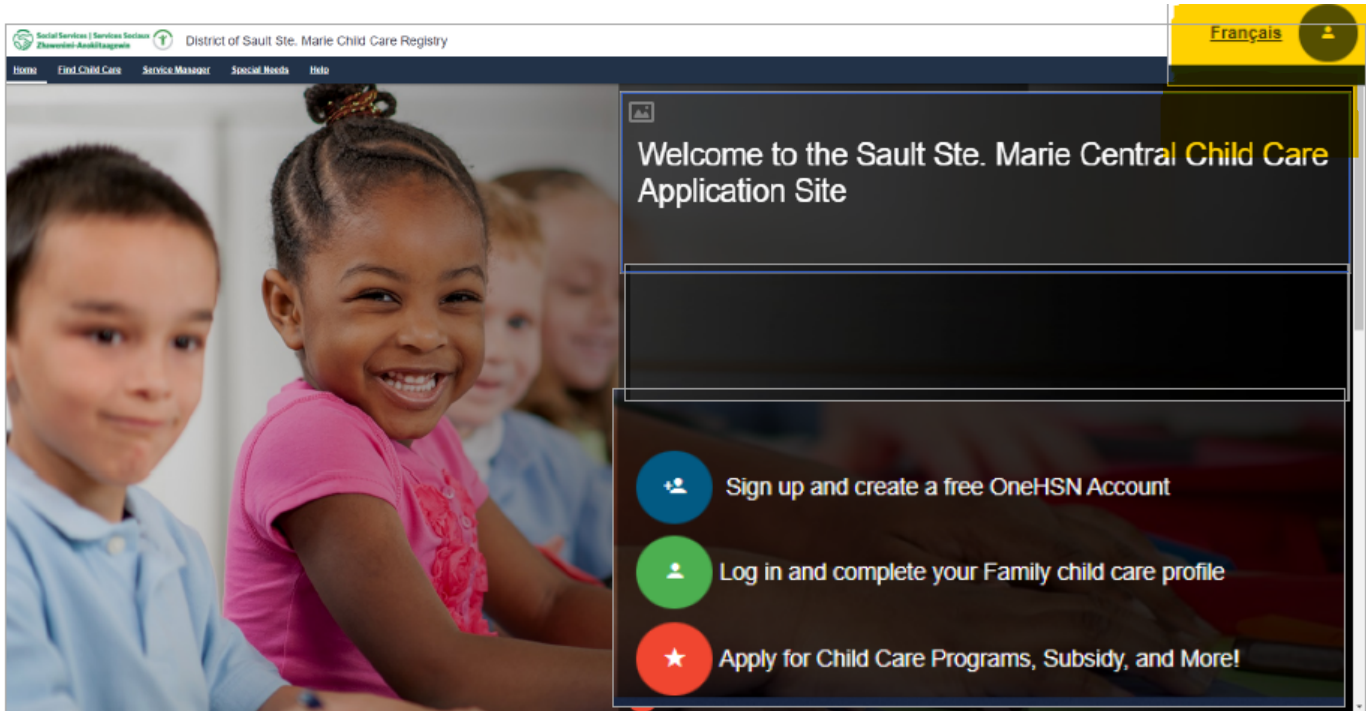 Social Services | Services Sociaux
Zhawenimi-Anokiitaagewin
District of Sault Ste. Marie Child Care Registry
Français
Home Find Child Care Service Manager Special Needs Help
Welcome to the Sault Ste. Marie Central Child Care
Application Site
Sign up and create a free OneHSN Account
Log in and complete your Family child care profile
Apply for Child Care Programs, Subsidy, and More!